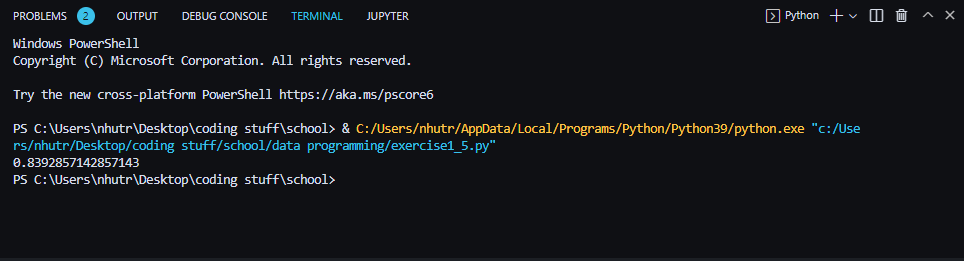 PROBLEMS 2 OUTPUT DEBUG CONSOLE TERMINAL JUPYTER Python
Windows PowerShell
Copyright (C) Microsoft Corporation. All rights reserved.
Try the new cross-platform PowerShell https://aka.ms/pscore6
PS C:\Users\nhutr\Desktop\coding stuff\school> & C:/Users/nhutr/AppData/Local/Programs/Python/Python39/python.exe "c:/Use
rs/nhutr/Desktop/coding stuff/school/data programming/exercise1_5.py"
0.8392857142857143
PS C:\Users\nhutr\Desktop\coding stuff\school>